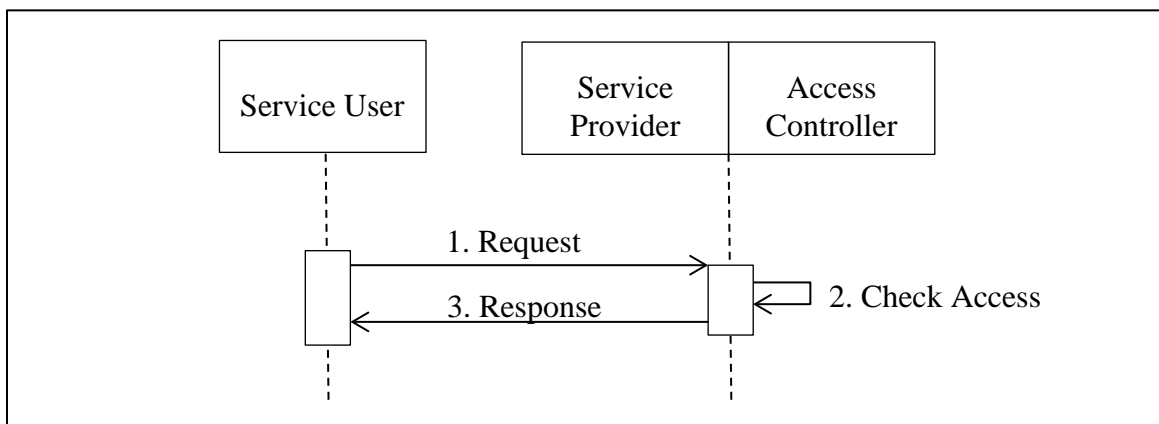 Service User
Service
Provider
Access
Controller
1. Request
2. Check Access
3. Response